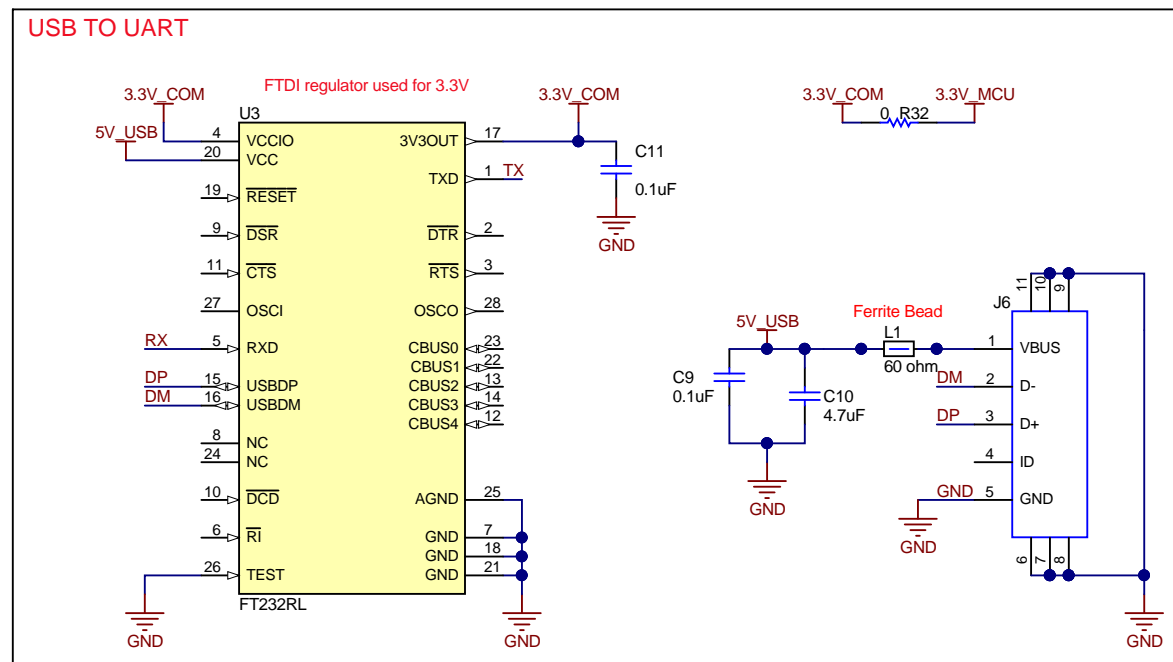 USB TO UART
FTDI regulator used for 3.3V
3.3V_COM
5V_USB
U3
4 VCCIO
20 VCC
19 RESET
9 DSR
11 CTS
27 OSCI
RX 5 RXD
DP 15 USBDP
DM 16 USBDM
8 NC
24 NC
10 DCD
6 RI
26 TEST
GND
FT232RL
3V3OUT 17
TXD 1 TX
DTR 2
RTS 3
OSCO 28
CBUS0 23
CBUS1 22
CBUS2 13
CBUS3 14
CBUS4 12
AGND 25
GND 7
GND 18
GND 21
GND
3.3V_COM
C11
0.1uF
GND
3.3V_COM 3.3V_MCU
0 R32
5V_USB
Ferrite Bead
L1
60 ohm
C9
0.1uF
C10
4.7uF
GND
J6
11 10 9
1 VBUS
DM 2 D-
DP 3 D+
4 ID
GND 5 GND
GND
6 7 8
GND